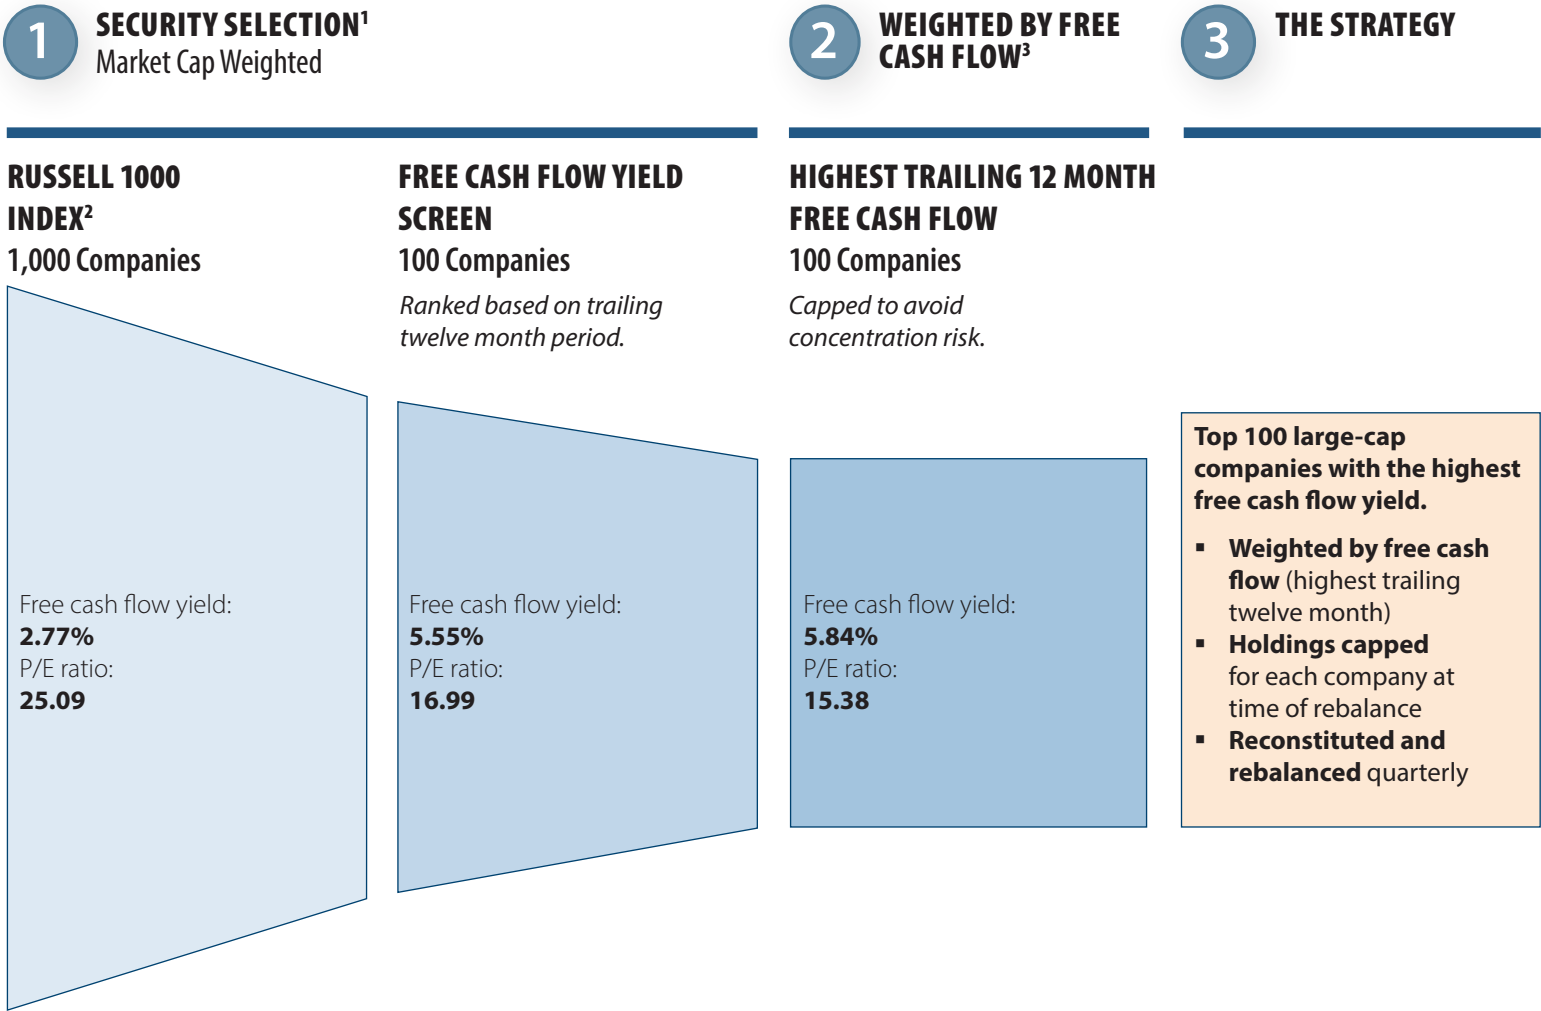 1
SECURITY SELECTION¹
Market Cap Weighted
2
WEIGHTED BY FREE
CASH FLOW³
3
THE STRATEGY
RUSSELL 1000
INDEX²
1,000 Companies
FREE CASH FLOW YIELD
SCREEN
100 Companies
Ranked based on trailing
twelve month period.
HIGHEST TRAILING 12 MONTH
FREE CASH FLOW
100 Companies
Capped to avoid
concentration risk.
Free cash flow yield:
2.77%
P/E ratio:
25.09
Free cash flow yield:
5.55%
P/E ratio:
16.99
Free cash flow yield:
5.84%
P/E ratio:
15.38
Top 100 large-cap
companies with the highest
free cash flow yield.
▪ Weighted by free cash
flow (highest trailing
twelve month)
▪ Holdings capped
for each company at
time of rebalance
▪ Reconstituted and
rebalanced quarterly